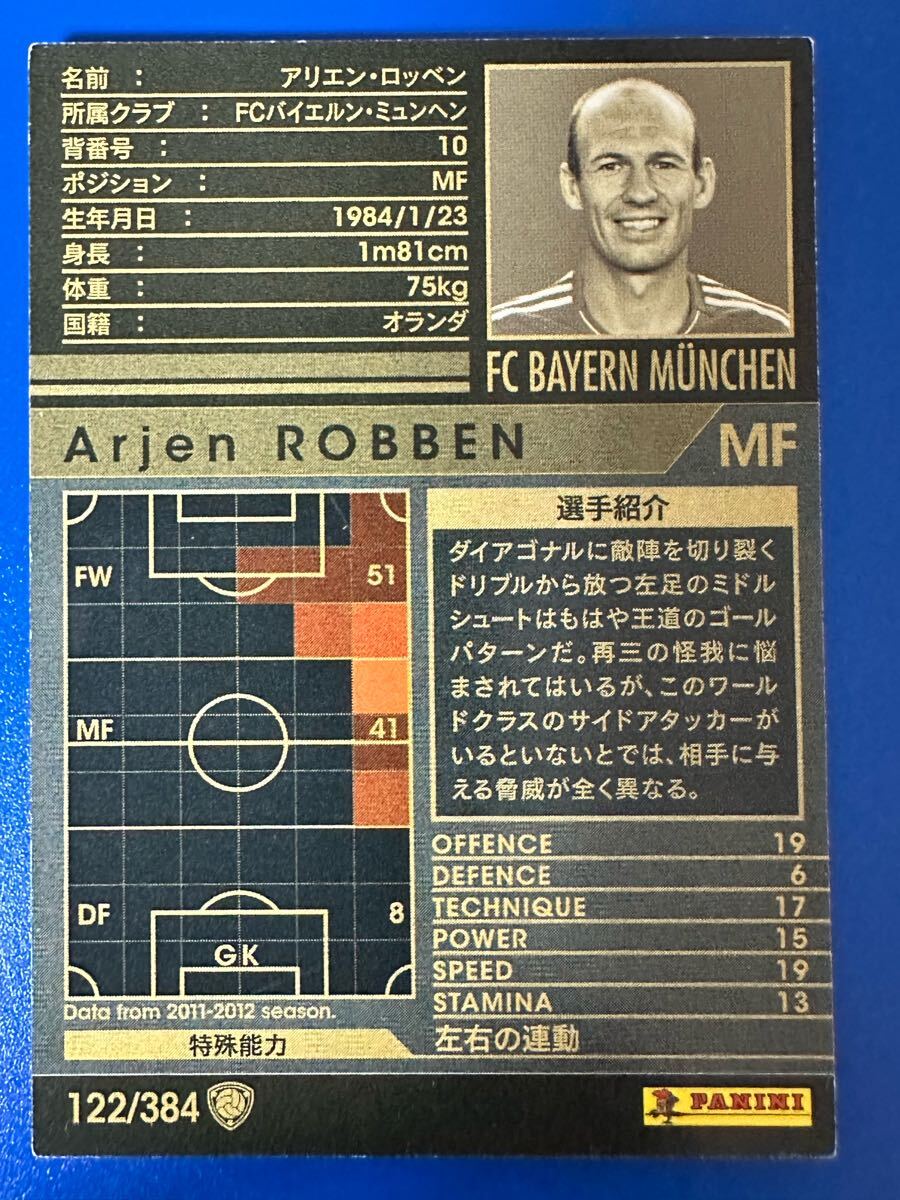 名前 : アリエン・ロッベン
所属クラブ : FCバイエルン・ミュンヘン
背番号 : 10
ポジション : MF
生年月日 : 1984/1/23
身長 : 1m81cm
体重 : 75kg
国籍 : オランダ
FC BAYERN MÜNCHEN
Arjen ROBBEN MF
FW 51
MF 41
DF 8
GK
Data from 2011-2012 season.
選手紹介
ダイアゴナルに敵陣を切り裂く
ドリブルから放つ左足のミドル
シュートはもはや王道のゴール
パターンだ。再三の怪我に悩
まされてはいるが、このワール
ドクラスのサイドアタッカーが
いるといないとでは、相手に与
える脅威が全く異なる。
OFFENCE 19
DEFENCE 6
TECHNIQUE 17
POWER 15
SPEED 19
STAMINA 13
特殊能力 左右の連動
122/384
PANINI